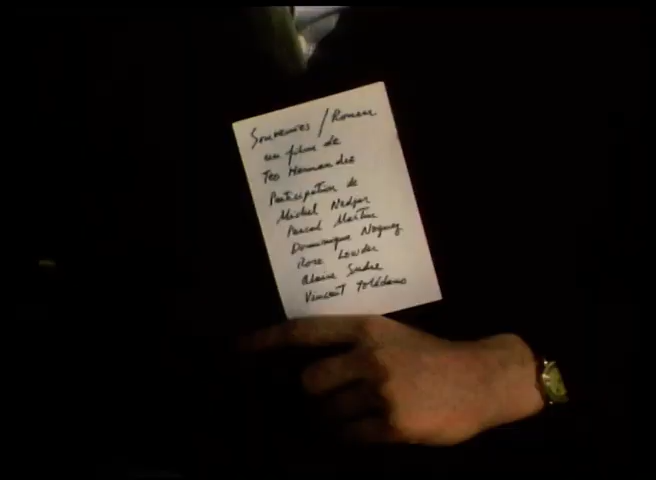 Souvenirs / Rouen
un film de
Teo Hernandez
Participation de
Michel Nedjar
Pascal Martin
Dominique Noguez
Rose Lowder
Alain Sudre
Vincent Tolédano